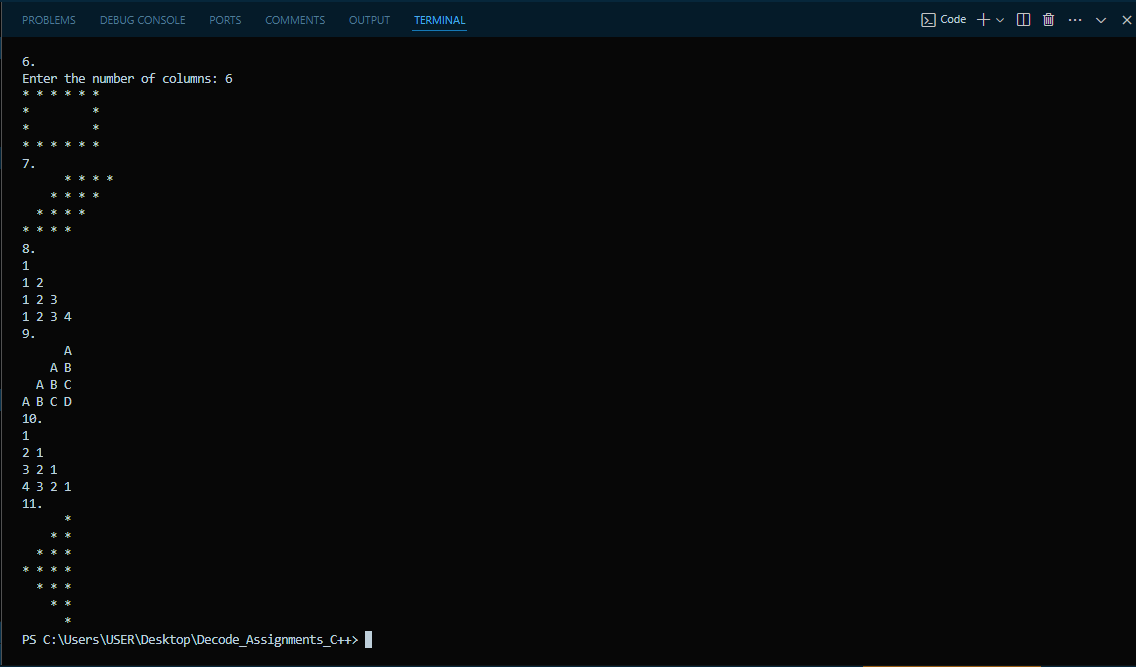 PROBLEMS DEBUG CONSOLE PORTS COMMENTS OUTPUT TERMINAL Code
6.
Enter the number of columns: 6
* * * * * *
*         *
*         *
* * * * * *
7.
      * * * *
    * * * *
  * * * *
* * * *
8.
1
1 2
1 2 3
1 2 3 4
9.
      A
    A B
  A B C
A B C D
10.
1
2 1
3 2 1
4 3 2 1
11.
      *
    * *
  * * *
* * * *
  * * *
    * *
      *
PS C:\Users\USER\Desktop\Decode_Assignments_C++>